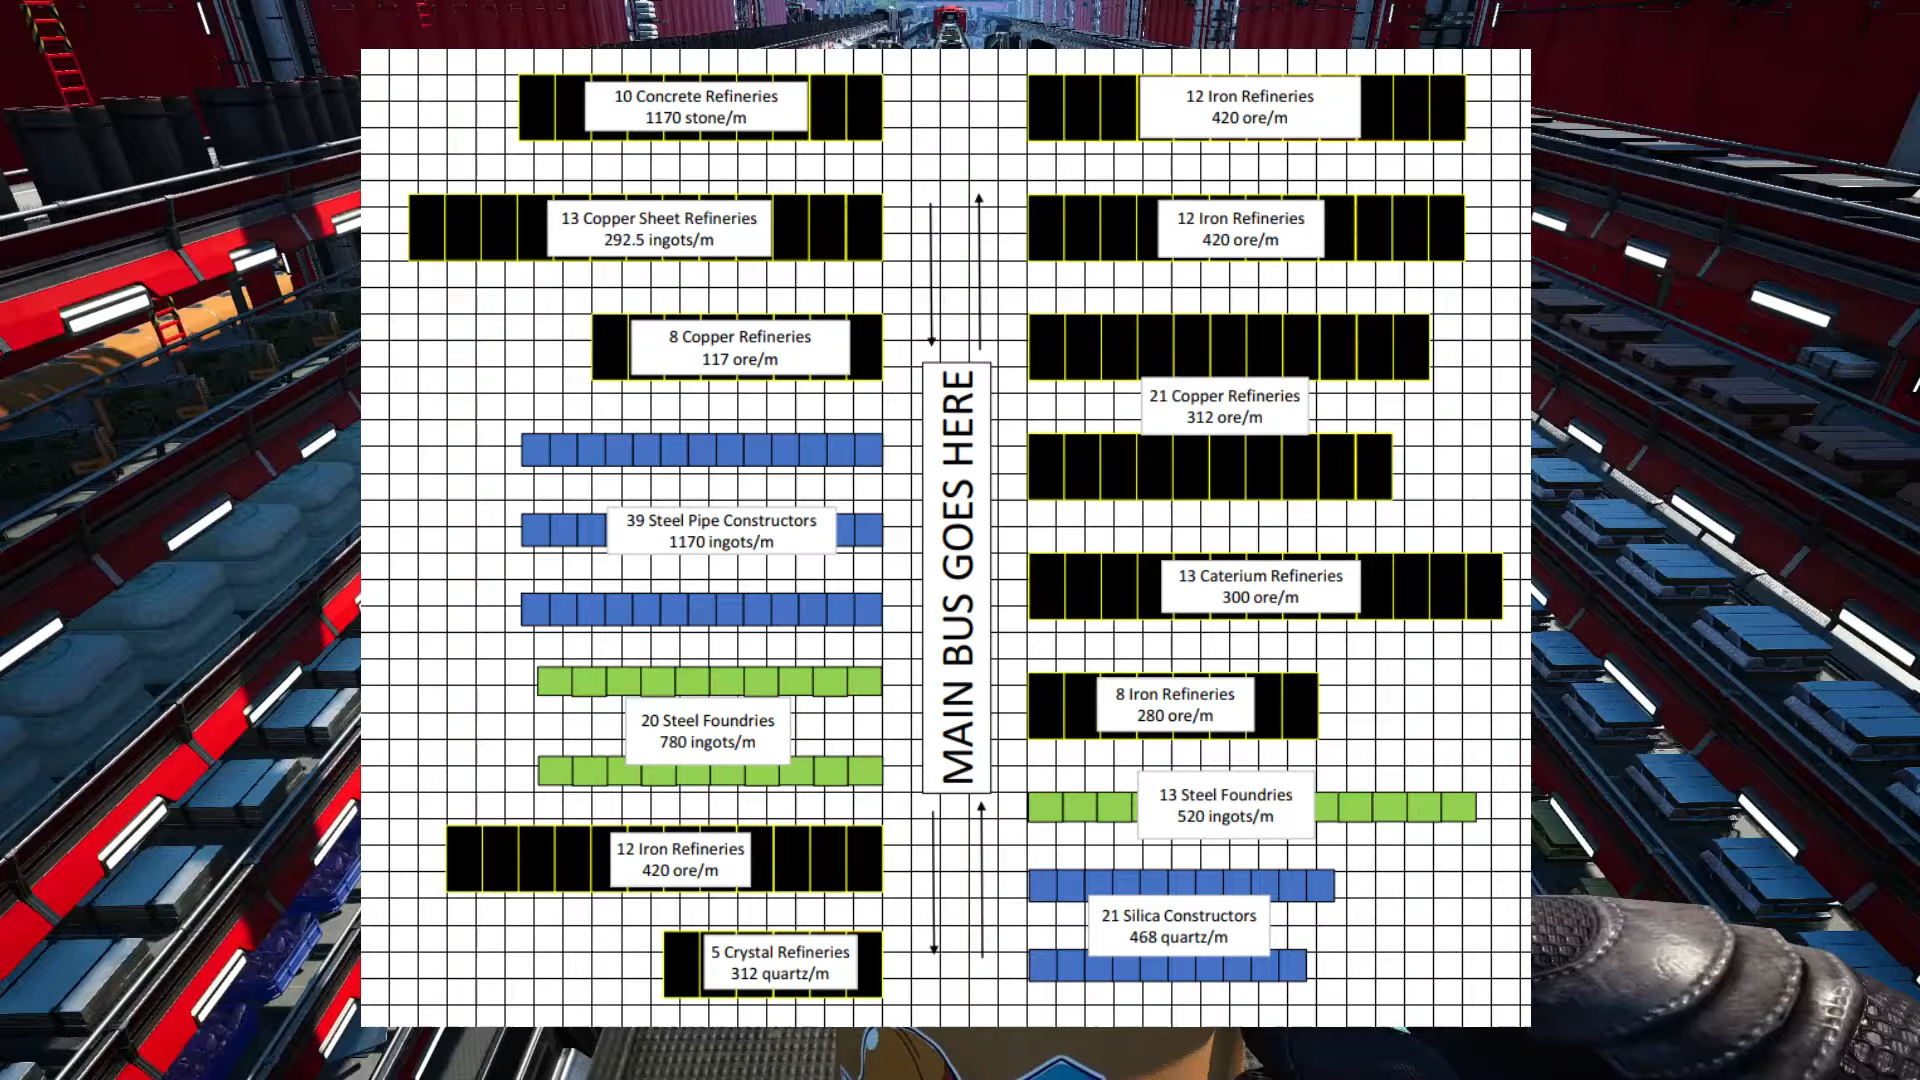 10 Concrete Refineries
1170 stone/m
13 Copper Sheet Refineries
292.5 ingots/m
8 Copper Refineries
117 ore/m
39 Steel Pipe Constructors
1170 ingots/m
20 Steel Foundries
780 ingots/m
12 Iron Refineries
420 ore/m
5 Crystal Refineries
312 quartz/m
MAIN BUS GOES HERE
12 Iron Refineries
420 ore/m
12 Iron Refineries
420 ore/m
21 Copper Refineries
312 ore/m
13 Caterium Refineries
300 ore/m
8 Iron Refineries
280 ore/m
13 Steel Foundries
520 ingots/m
21 Silica Constructors
468 quartz/m